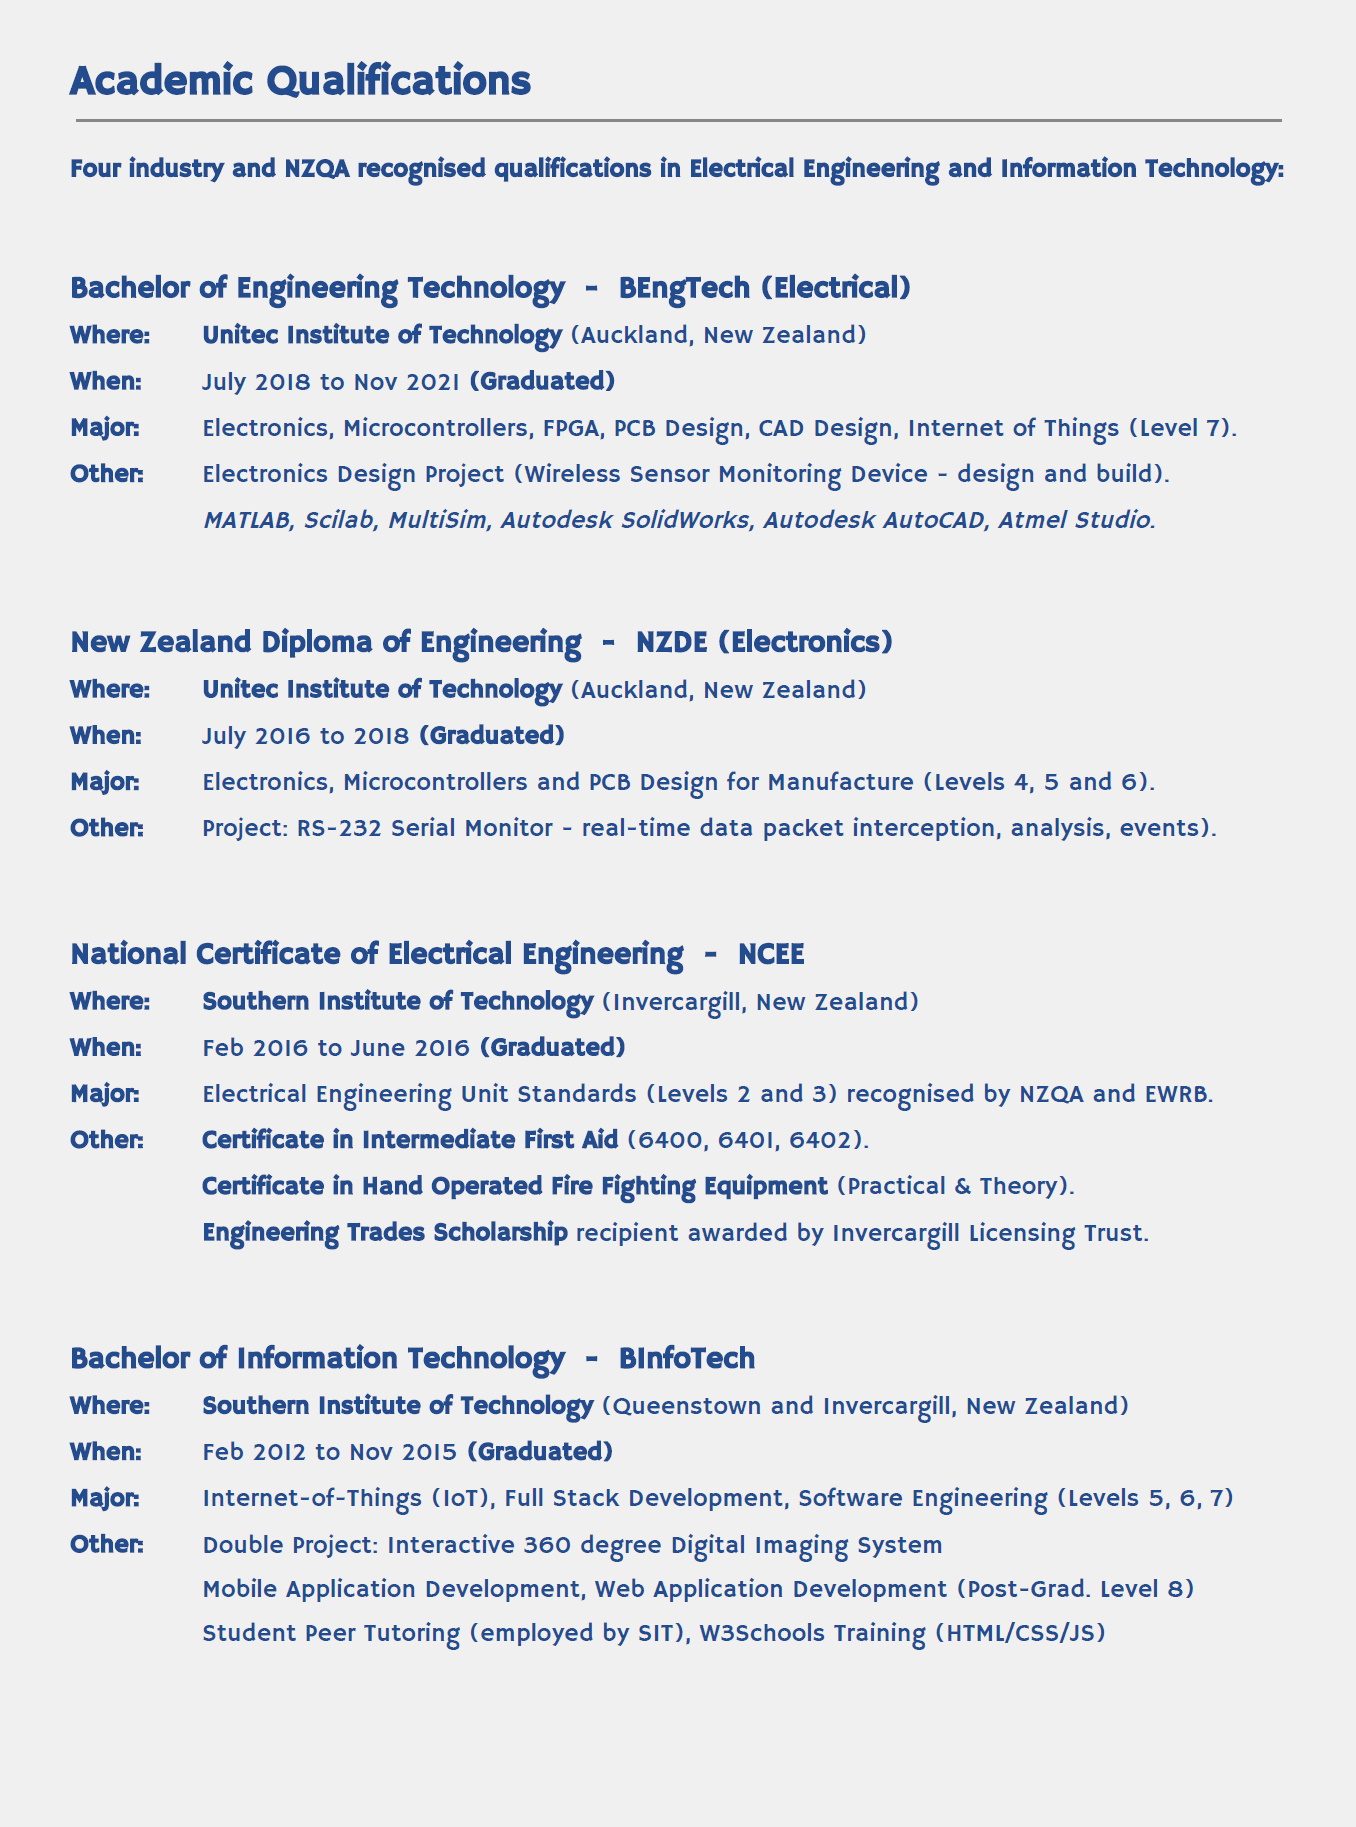 Academic Qualifications
Four industry and NZQA recognised qualifications in Electrical Engineering and Information Technology:
Bachelor of Engineering Technology - BEngTech (Electrical)
Where: Unitec Institute of Technology (Auckland, New Zealand)
When: July 2018 to Nov 2021 (Graduated)
Major: Electronics, Microcontrollers, FPGA, PCB Design, CAD Design, Internet of Things (Level 7).
Other: Electronics Design Project (Wireless Sensor Monitoring Device - design and build).
MATLAB, Scilab, MultiSim, Autodesk SolidWorks, Autodesk AutoCAD, Atmel Studio.
New Zealand Diploma of Engineering - NZDE (Electronics)
Where: Unitec Institute of Technology (Auckland, New Zealand)
When: July 2016 to 2018 (Graduated)
Major: Electronics, Microcontrollers and PCB Design for Manufacture (Levels 4, 5 and 6).
Other: Project: RS-232 Serial Monitor - real-time data packet interception, analysis, events).
National Certificate of Electrical Engineering - NCEE
Where: Southern Institute of Technology (Invercargill, New Zealand)
When: Feb 2016 to June 2016 (Graduated)
Major: Electrical Engineering Unit Standards (Levels 2 and 3) recognised by NZQA and EWRB.
Other: Certificate in Intermediate First Aid (6400, 6401, 6402).
Certificate in Hand Operated Fire Fighting Equipment (Practical & Theory).
Engineering Trades Scholarship recipient awarded by Invercargill Licensing Trust.
Bachelor of Information Technology - BInfoTech
Where: Southern Institute of Technology (Queenstown and Invercargill, New Zealand)
When: Feb 2012 to Nov 2015 (Graduated)
Major: Internet-of-Things (IoT), Full Stack Development, Software Engineering (Levels 5, 6, 7)
Other: Double Project: Interactive 360 degree Digital Imaging System
Mobile Application Development, Web Application Development (Post-Grad. Level 8)
Student Peer Tutoring (employed by SIT), W3Schools Training (HTML/CSS/JS)